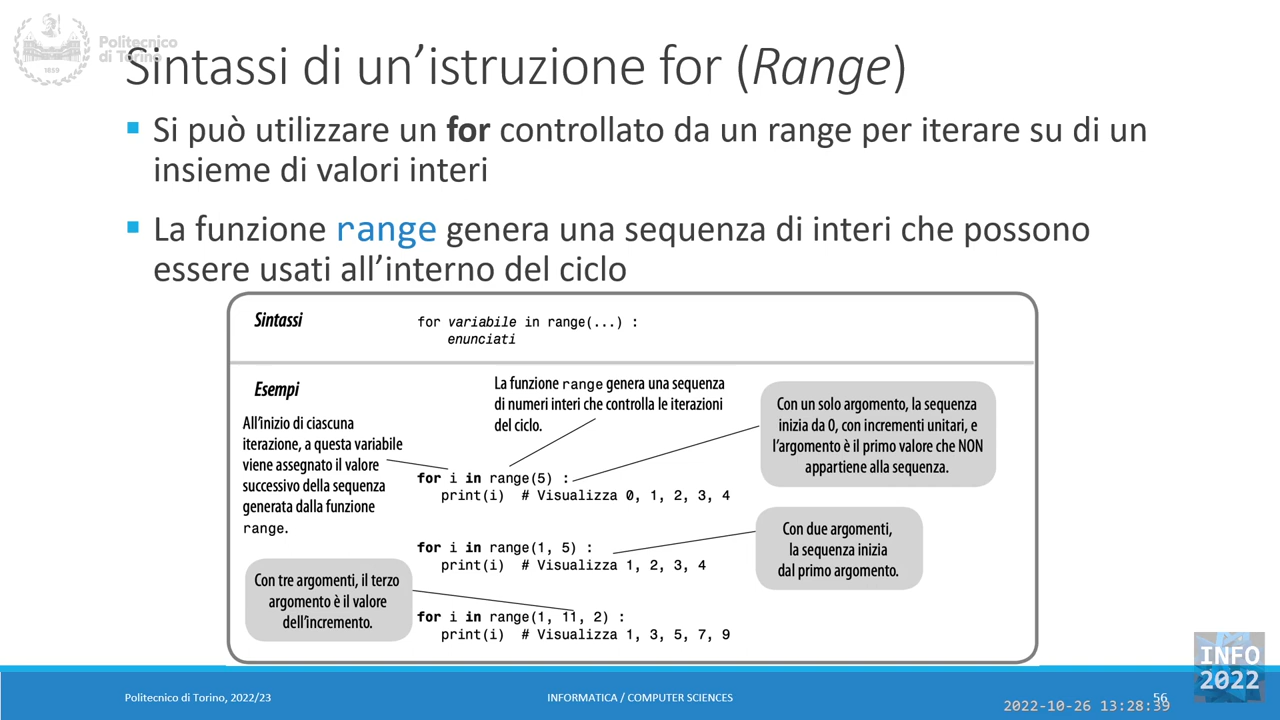 Politecnico
di Torino
1859
Sintassi di un’istruzione for (Range)
Si può utilizzare un for controllato da un range per iterare su di un
insieme di valori interi
La funzione range genera una sequenza di interi che possono
essere usati all’interno del ciclo
Sintassi
for variabile in range(...) :
enunciati
Esempi
All’inizio di ciascuna
iterazione, a questa variabile
viene assegnato il valore
successivo della sequenza
generata dalla funzione
range.
La funzione range genera una sequenza
di numeri interi che controlla le iterazioni
del ciclo.
Con un solo argomento, la sequenza
inizia da 0, con incrementi unitari, e
l’argomento è il primo valore che NON
appartiene alla sequenza.
for i in range(5) :
print(i) # Visualizza 0, 1, 2, 3, 4
Con due argomenti,
la sequenza inizia
dal primo argomento.
for i in range(1, 5) :
print(i) # Visualizza 1, 2, 3, 4
Con tre argomenti, il terzo
argomento è il valore
dell’incremento.
for i in range(1, 11, 2) :
print(i) # Visualizza 1, 3, 5, 7, 9
INFO
2022
Politecnico di Torino, 2022/23
INFORMATICA / COMPUTER SCIENCES
56
2022-10-26 13:28:39